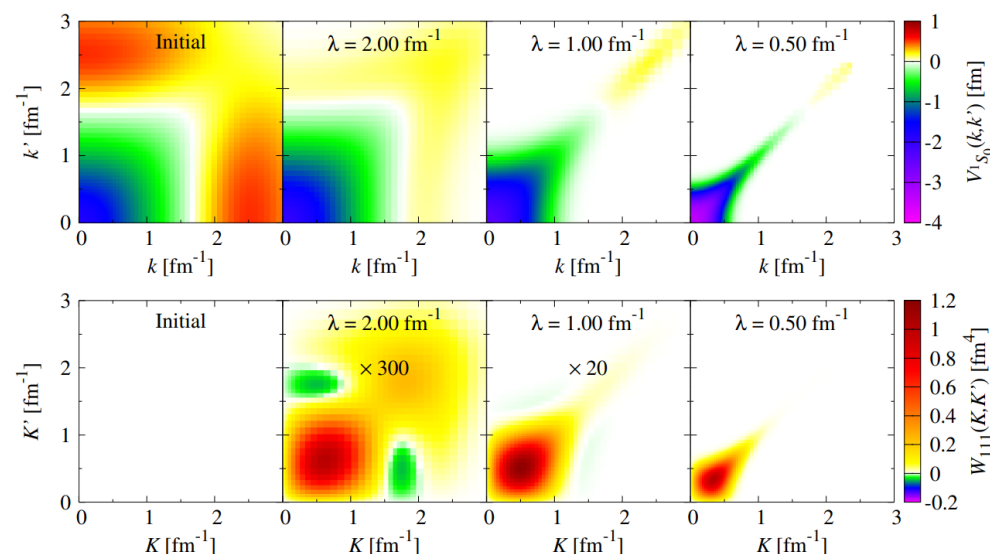 Initial
λ = 2.00 fm⁻¹
λ = 1.00 fm⁻¹
λ = 0.50 fm⁻¹
3
2
1
0
k' [fm⁻¹]
0 1 2
0 1 2
0 1 2
0 1 2 3
k [fm⁻¹]
k [fm⁻¹]
k [fm⁻¹]
k [fm⁻¹]
1
0
-1
-2
-3
-4
V¹S₀(k,k') [fm]
Initial
λ = 2.00 fm⁻¹
λ = 1.00 fm⁻¹
λ = 0.50 fm⁻¹
× 300
× 20
3
2
1
0
K' [fm⁻¹]
0 1 2
0 1 2
0 1 2
0 1 2 3
K [fm⁻¹]
K [fm⁻¹]
K [fm⁻¹]
K [fm⁻¹]
1.2
1
0.8
0.6
0.4
0.2
0
-0.2
W₁₁₁(K,K') [fm⁴]